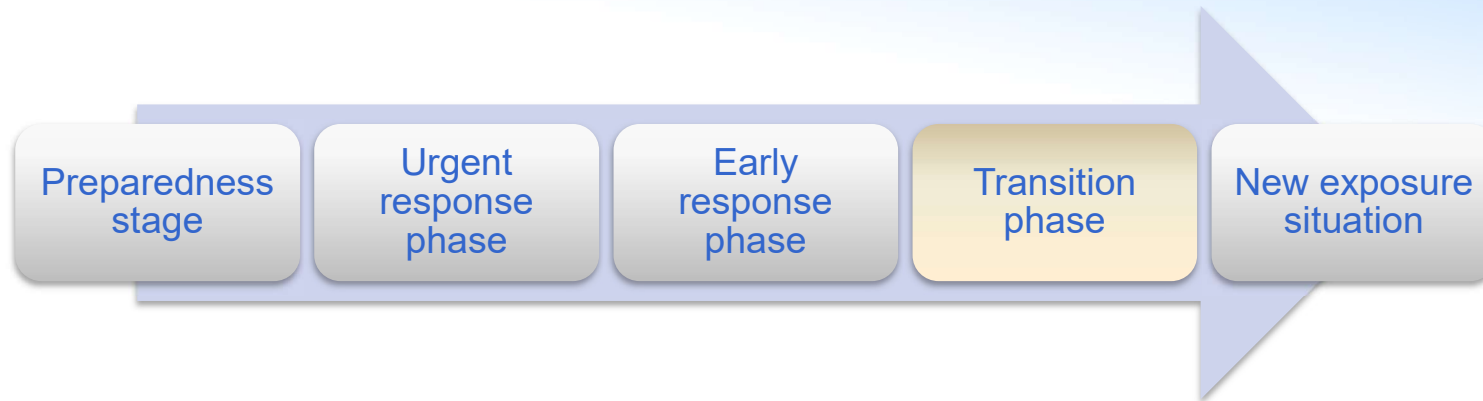 Preparedness
stage
Urgent
response
phase
Early
response
phase
Transition
phase
New exposure
situation